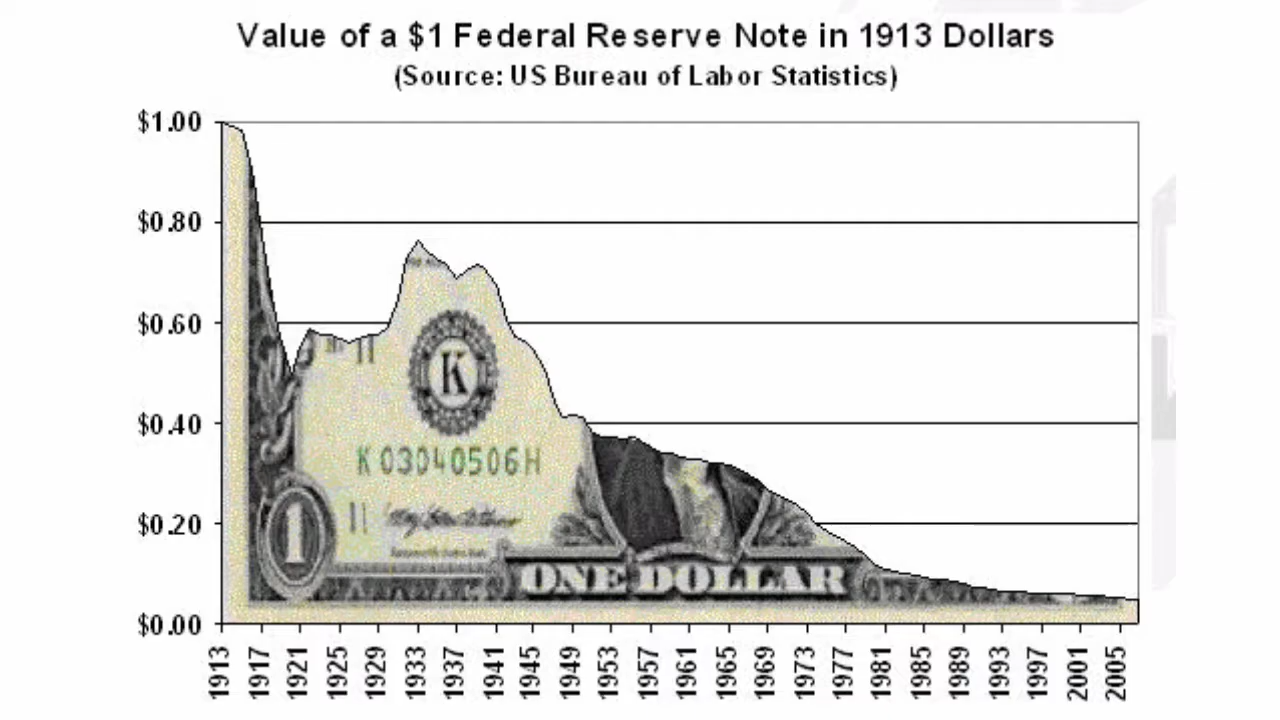 Value of a $1 Federal Reserve Note in 1913 Dollars
(Source: US Bureau of Labor Statistics)
$1.00
$0.80
$0.60
$0.40
$0.20
$0.00
K
K03040506H
11
1
ONE DOLLAR
1913 1917 1921 1925 1929 1933 1937 1941 1945 1949 1953 1957 1961 1965 1969 1973 1977 1981 1985 1989 1993 1997 2001 2005